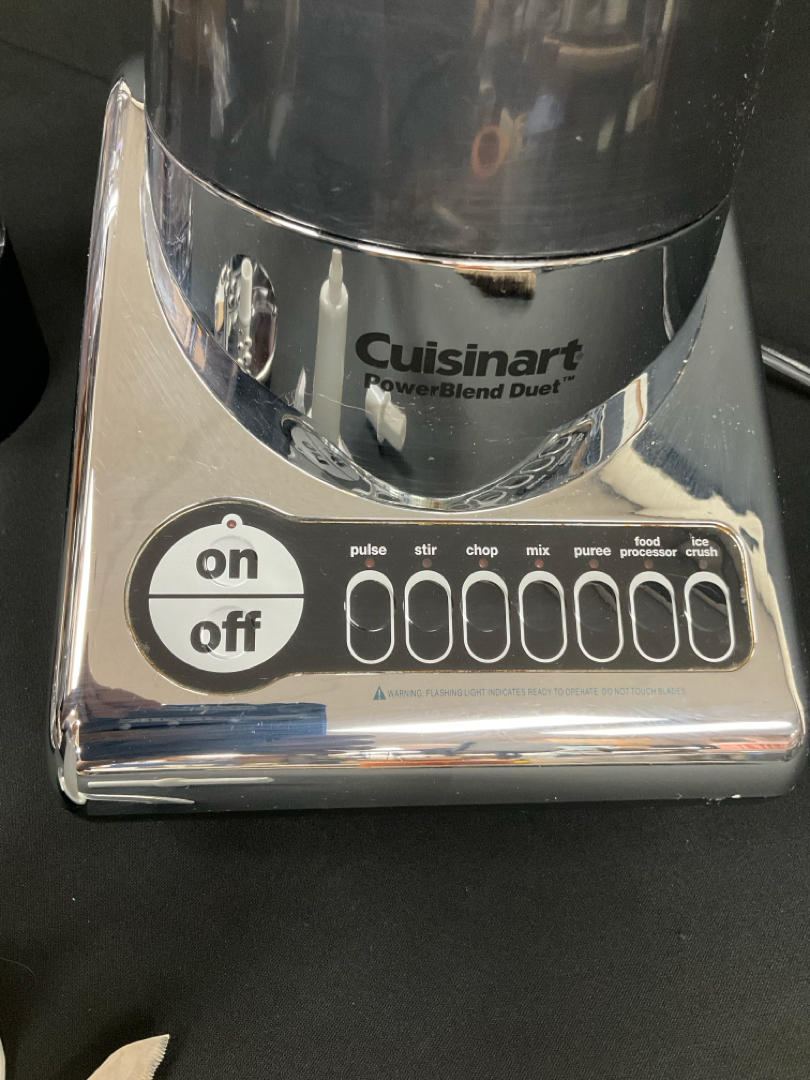 Cuisinart
PowerBlend Duet™
on
off
pulse
stir
chop
mix
puree
food
processor
ice
crush
WARNING: FLASHING LIGHT INDICATES READY TO OPERATE. DO NOT TOUCH BLADES.